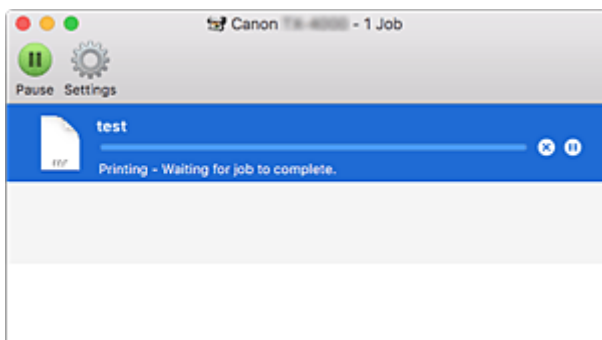 Canon - 1 Job
Pause Settings
test
Printing - Waiting for job to complete.